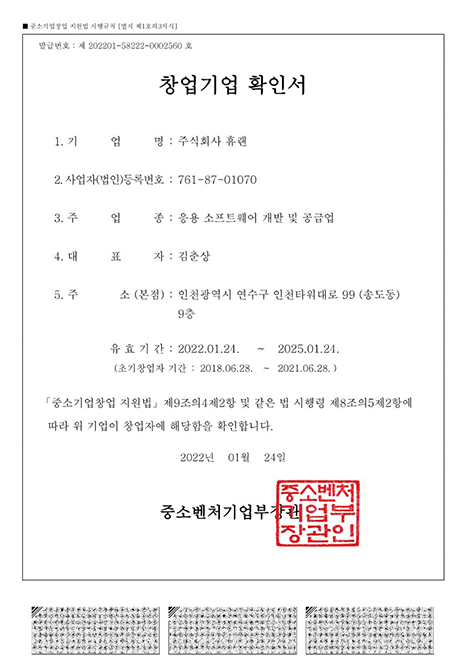 ■ 중소기업창업 지원법 시행규칙 [별지 제1호의3서식]
발급번호 : 제 202201-58222-0002560 호
창업기업 확인서
1. 기 업 명 : 주식회사 휴랜
2. 사업자(법인)등록번호 : 761-87-01070
3. 주 업 종 : 응용 소프트웨어 개발 및 공급업
4. 대 표 자 : 김춘상
5. 주 소 (본점) : 인천광역시 연수구 인천타워대로 99 (송도동)
9층
유 효 기 간 : 2022.01.24. ~ 2025.01.24.
(초기창업자 기간 : 2018.06.28. ~ 2021.06.28. )
「중소기업창업 지원법」 제9조의4제2항 및 같은 법 시행령 제8조의5제2항에
따라 위 기업이 창업자에 해당함을 확인합니다.
2022년 01월 24일
중소벤처기업부장관
중소벤처
기업부
장관인